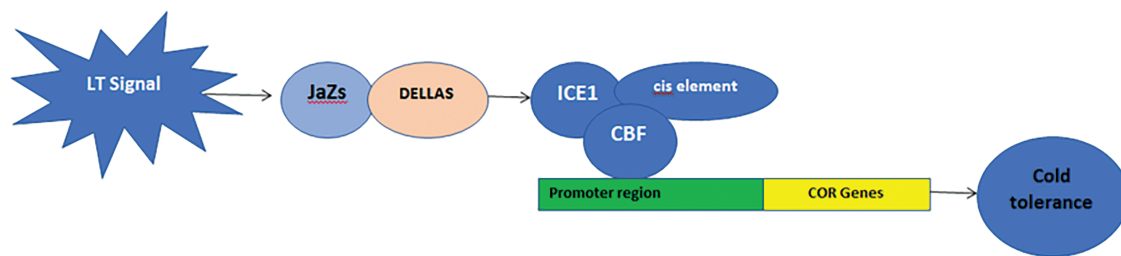 LT Signal
JaZs
DELLAS
ICE1
cis element
CBF
Promoter region
COR Genes
Cold
tolerance